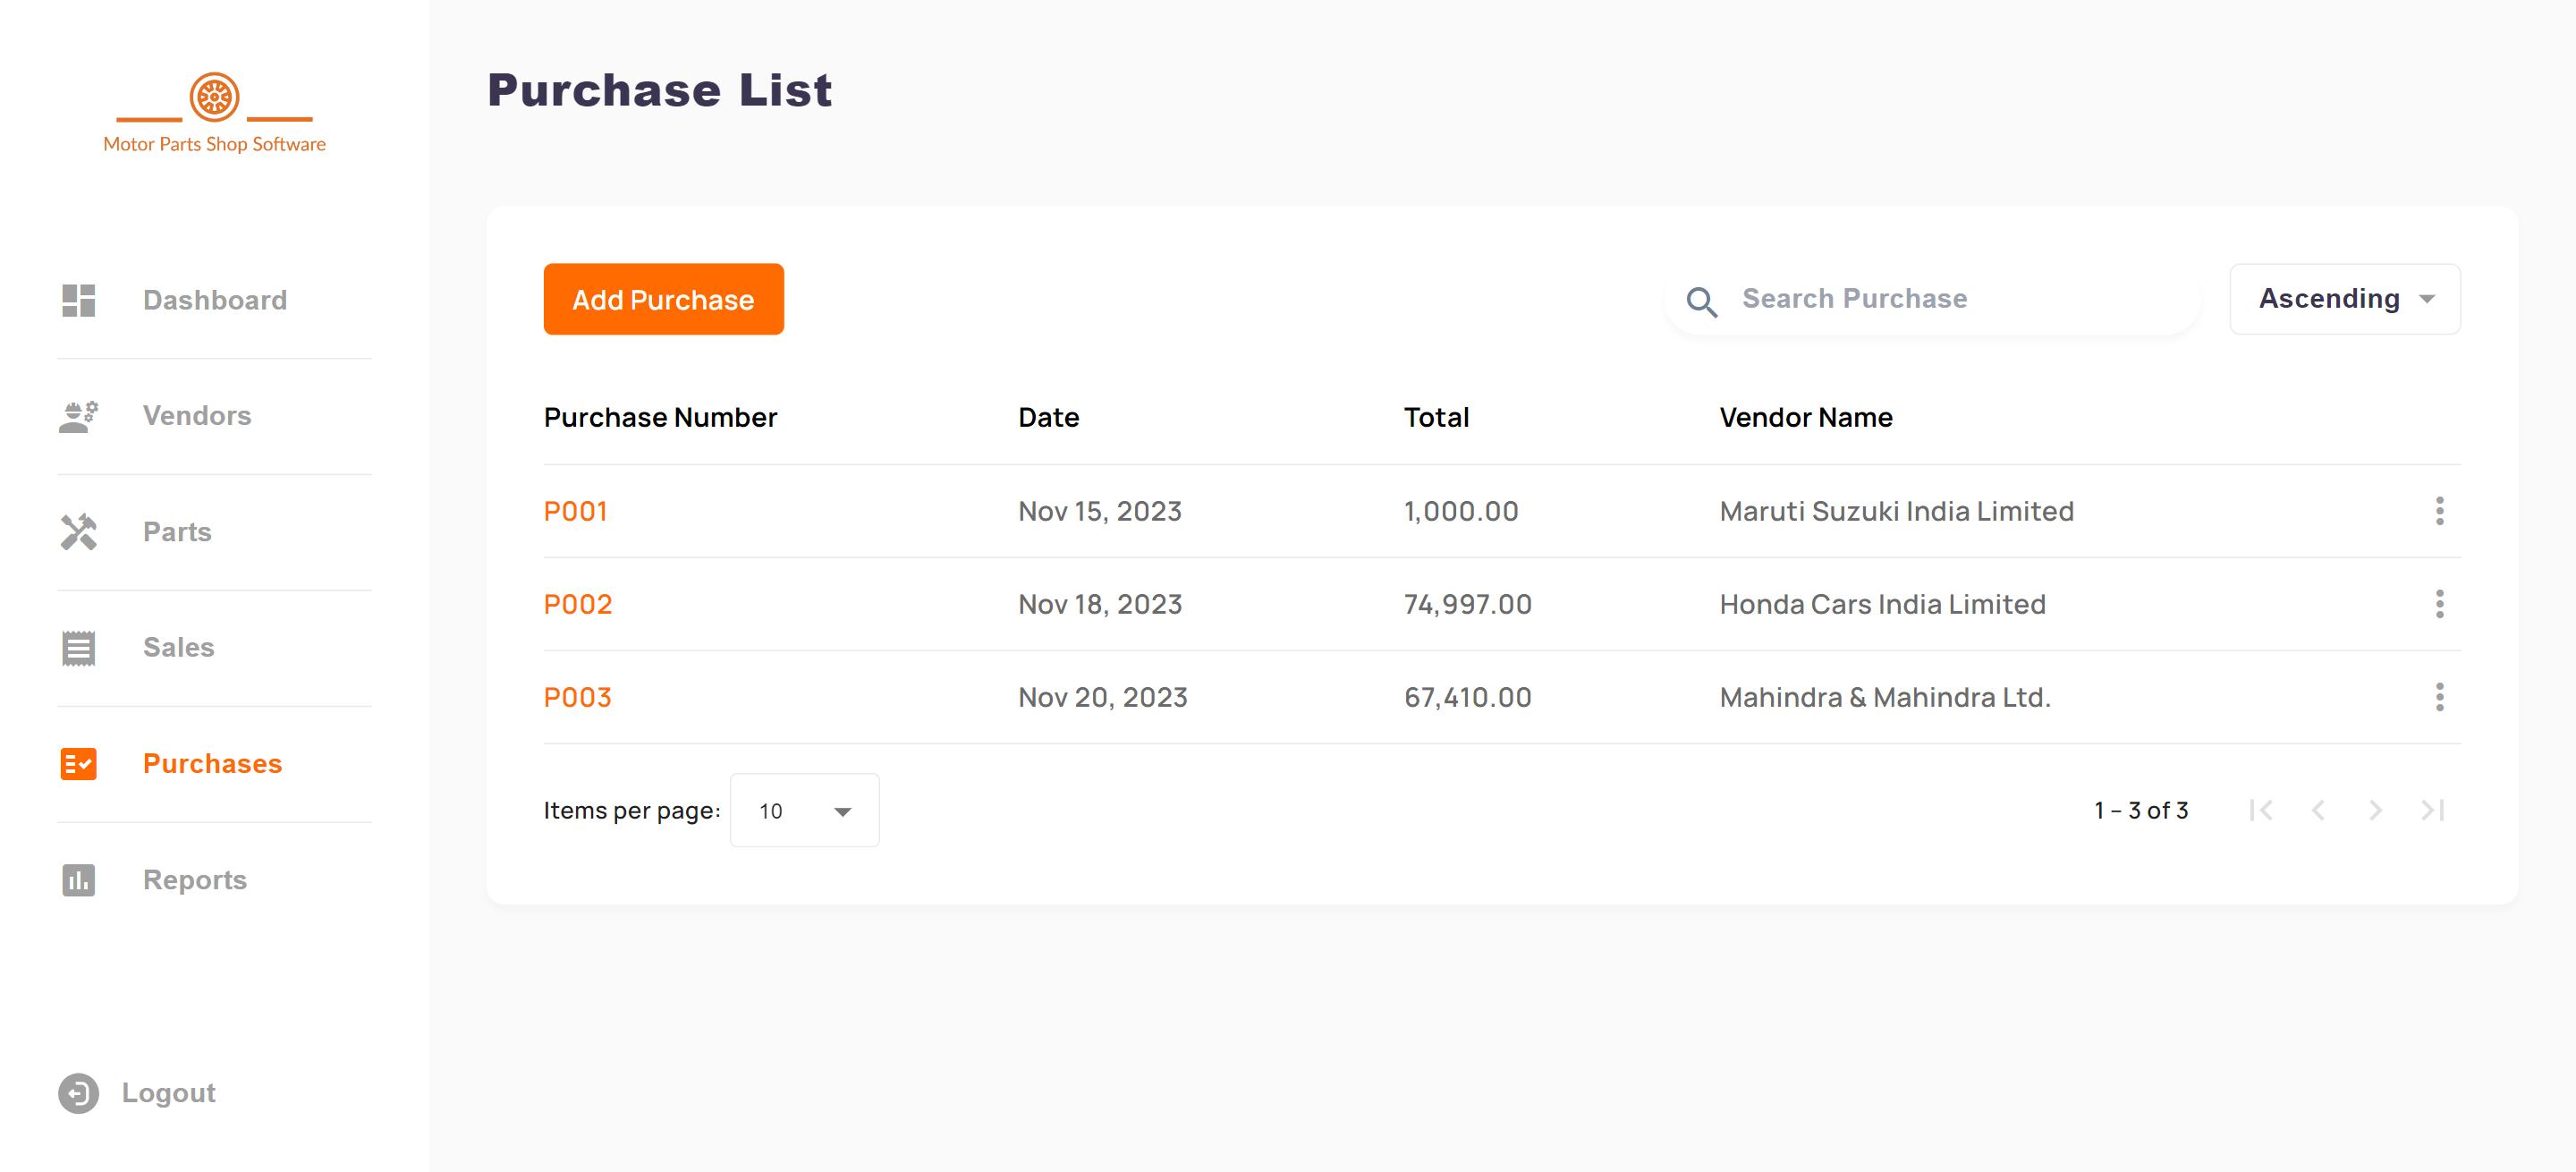 Motor Parts Shop Software
Dashboard
Vendors
Parts
Sales
Purchases
Reports
Logout
Purchase List
Add Purchase
Search Purchase
Ascending
Purchase Number Date Total Vendor Name
P001 Nov 15, 2023 1,000.00 Maruti Suzuki India Limited
P002 Nov 18, 2023 74,997.00 Honda Cars India Limited
P003 Nov 20, 2023 67,410.00 Mahindra & Mahindra Ltd.
Items per page: 10 1 – 3 of 3